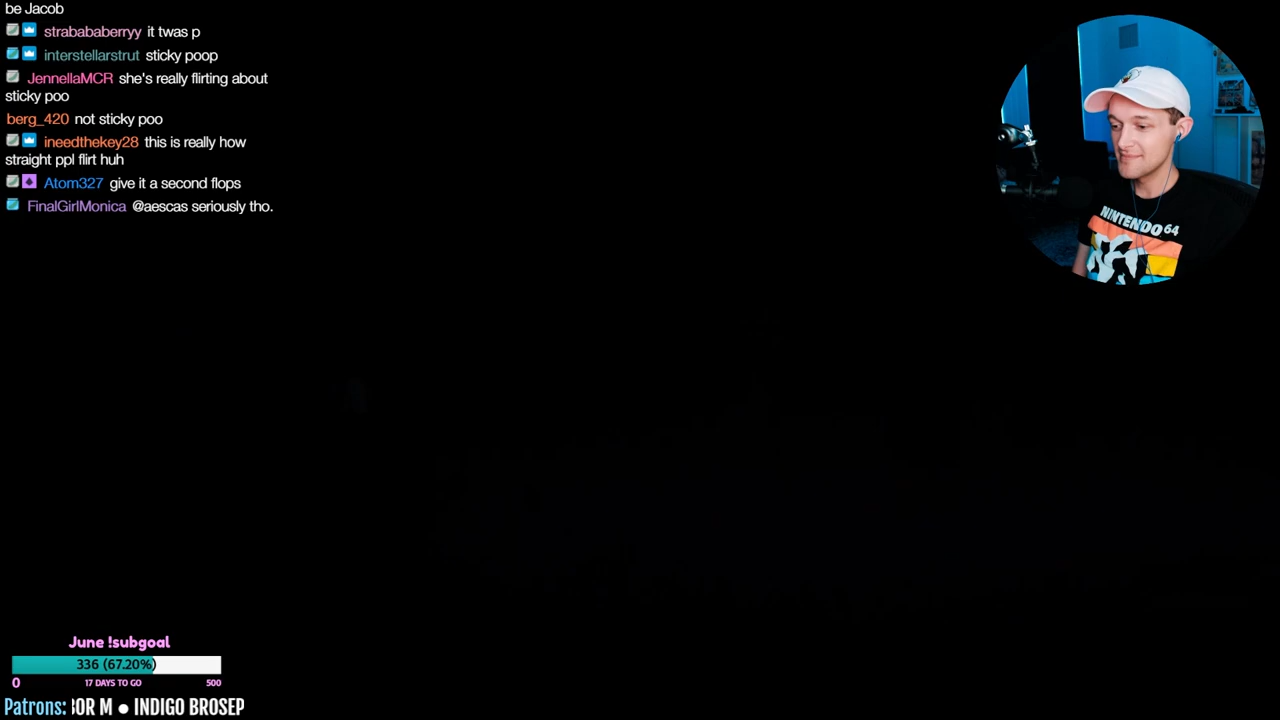 be Jacob
strabababerryy it twas p
interstellarstrut sticky poop
JennellaMCR she's really flirting about
sticky poo
berg_420 not sticky poo
ineedthekey28 this is really how
straight ppl flirt huh
Atom327 give it a second flops
FinalGirlMonica @aescas seriously tho.
NINTENDO 64
June !subgoal
336 (67.20%)
0 17 DAYS TO GO 500
Patrons: BOR M ● INDIGO BROSEP